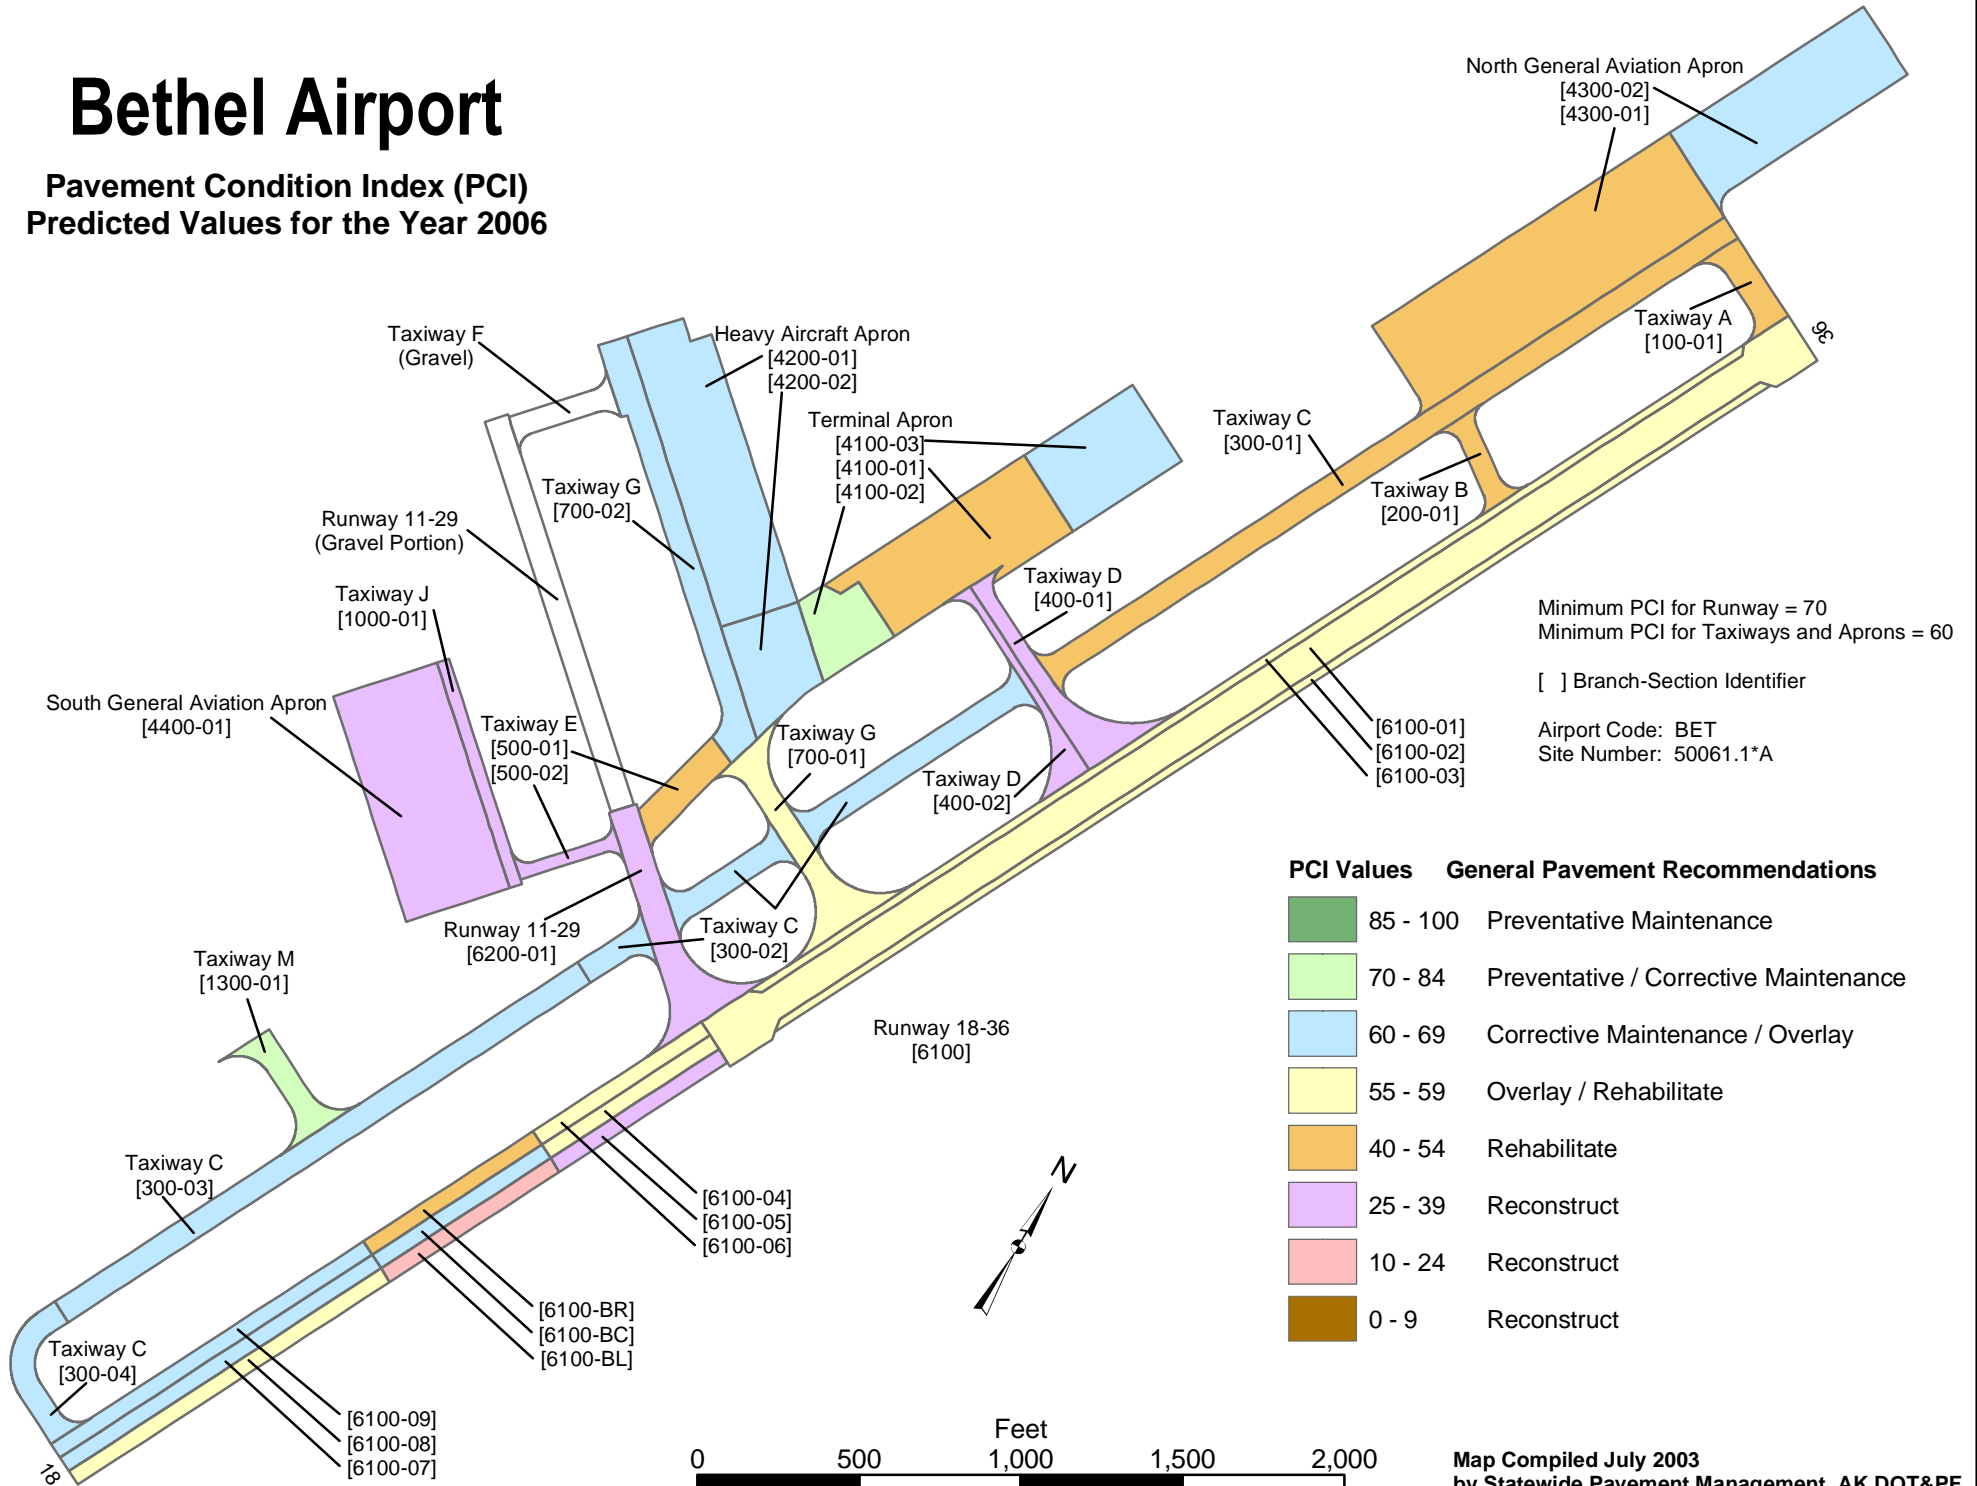 Bethel Airport
Pavement Condition Index (PCI)
Predicted Values for the Year 2006
North General Aviation Apron
[4300-02]
[4300-01]
Taxiway A
[100-01]
36
Taxiway F
(Gravel)
Heavy Aircraft Apron
[4200-01]
[4200-02]
Terminal Apron
[4100-03]
[4100-01]
[4100-02]
Taxiway C
[300-01]
Taxiway B
[200-01]
Taxiway G
[700-02]
Runway 11-29
(Gravel Portion)
Taxiway J
[1000-01]
Taxiway D
[400-01]
Minimum PCI for Runway = 70
Minimum PCI for Taxiways and Aprons = 60
[ ] Branch-Section Identifier
Airport Code: BET
Site Number: 50061.1*A
South General Aviation Apron
[4400-01]
Taxiway E
[500-01]
[500-02]
Taxiway G
[700-01]
Taxiway D
[400-02]
[6100-01]
[6100-02]
[6100-03]
Runway 11-29
[6200-01]
Taxiway C
[300-02]
Taxiway M
[1300-01]
Runway 18-36
[6100]
PCI Values General Pavement Recommendations
85 - 100 Preventative Maintenance
70 - 84 Preventative / Corrective Maintenance
60 - 69 Corrective Maintenance / Overlay
55 - 59 Overlay / Rehabilitate
40 - 54 Rehabilitate
25 - 39 Reconstruct
10 - 24 Reconstruct
0 - 9 Reconstruct
Taxiway C
[300-03]
[6100-04]
[6100-05]
[6100-06]
N
[6100-BR]
[6100-BC]
[6100-BL]
Taxiway C
[300-04]
[6100-09]
[6100-08]
[6100-07]
18
Feet
0 500 1,000 1,500 2,000
Map Compiled July 2003
by Statewide Pavement Management, AK DOT&PF